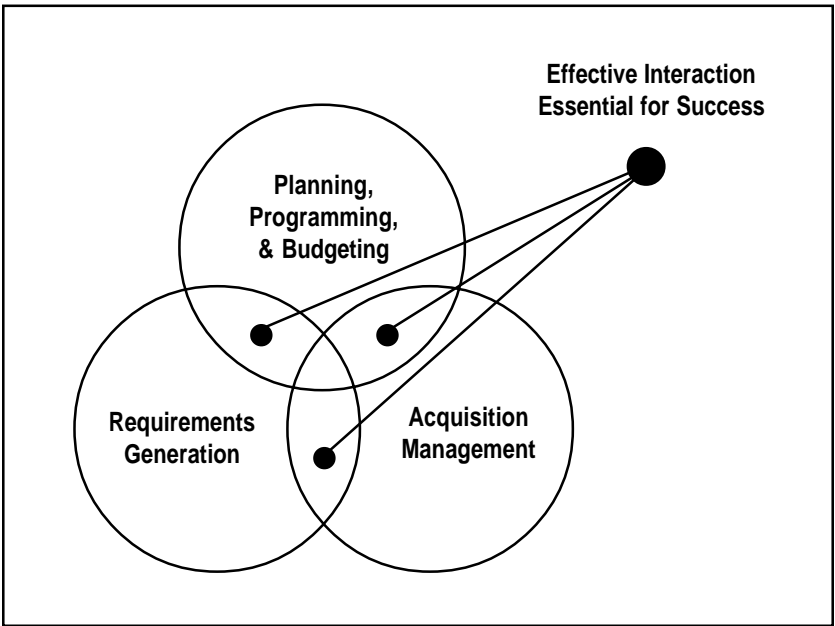 Effective Interaction
Essential for Success
Planning,
Programming,
& Budgeting
Requirements
Generation
Acquisition
Management